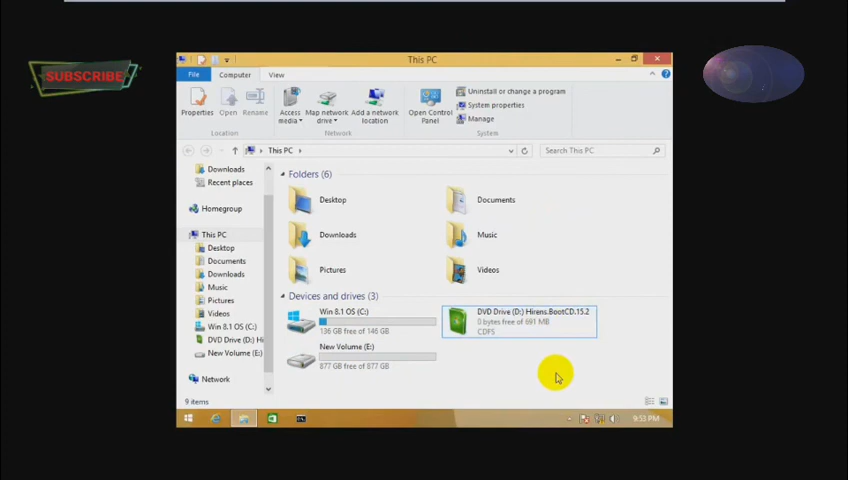 This PC
SUBSCRIBE
File Computer View
Properties Open Rename Access media Map network drive Add a network location Open Control Panel
Uninstall or change a program
System properties
Manage
Location Network System
This PC
Search This PC
Downloads
Recent places
Homegroup
This PC
Desktop
Documents
Downloads
Music
Pictures
Videos
Win 8.1 OS (C:)
DVD Drive (D:) Hi
New Volume (E:)
Network
Folders (6)
Desktop
Documents
Downloads
Music
Pictures
Videos
Devices and drives (3)
Win 8.1 OS (C:)
136 GB free of 146 GB
DVD Drive (D:) Hirens.BootCD.15.2
0 bytes free of 691 MB
CDFS
New Volume (E:)
877 GB free of 877 GB
9 items
9:53 PM